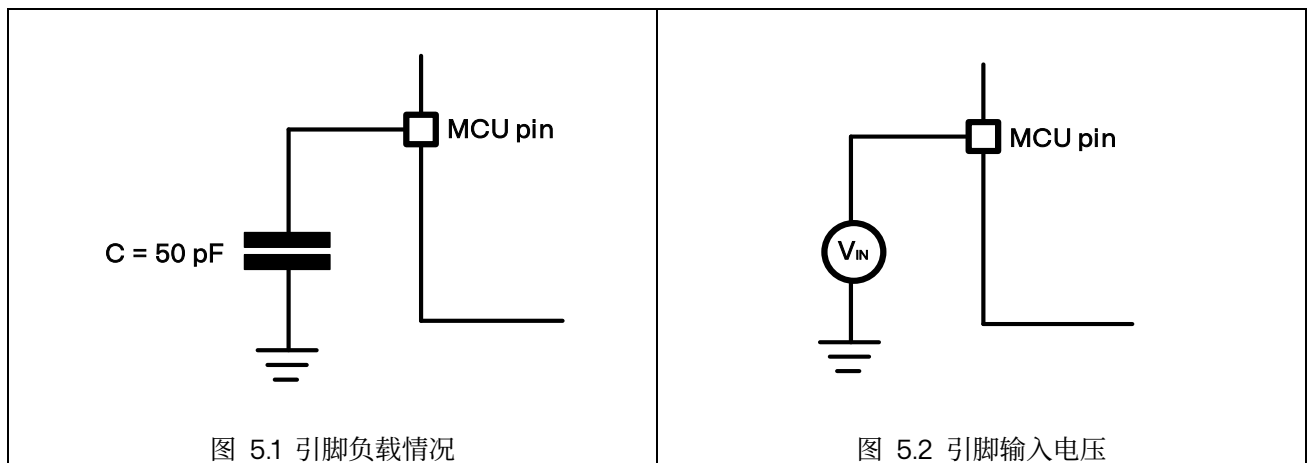 MCU pin
C = 50 pF
图 5.1 引脚负载情况
MCU pin
VIN
图 5.2 引脚输入电压